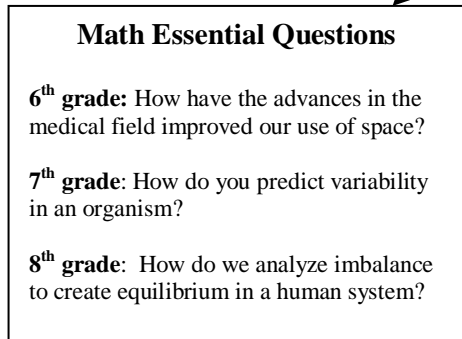 Math Essential Questions
6th grade: How have the advances in the
medical field improved our use of space?
7th grade: How do you predict variability
in an organism?
8th grade:  How do we analyze imbalance
to create equilibrium in a human system?